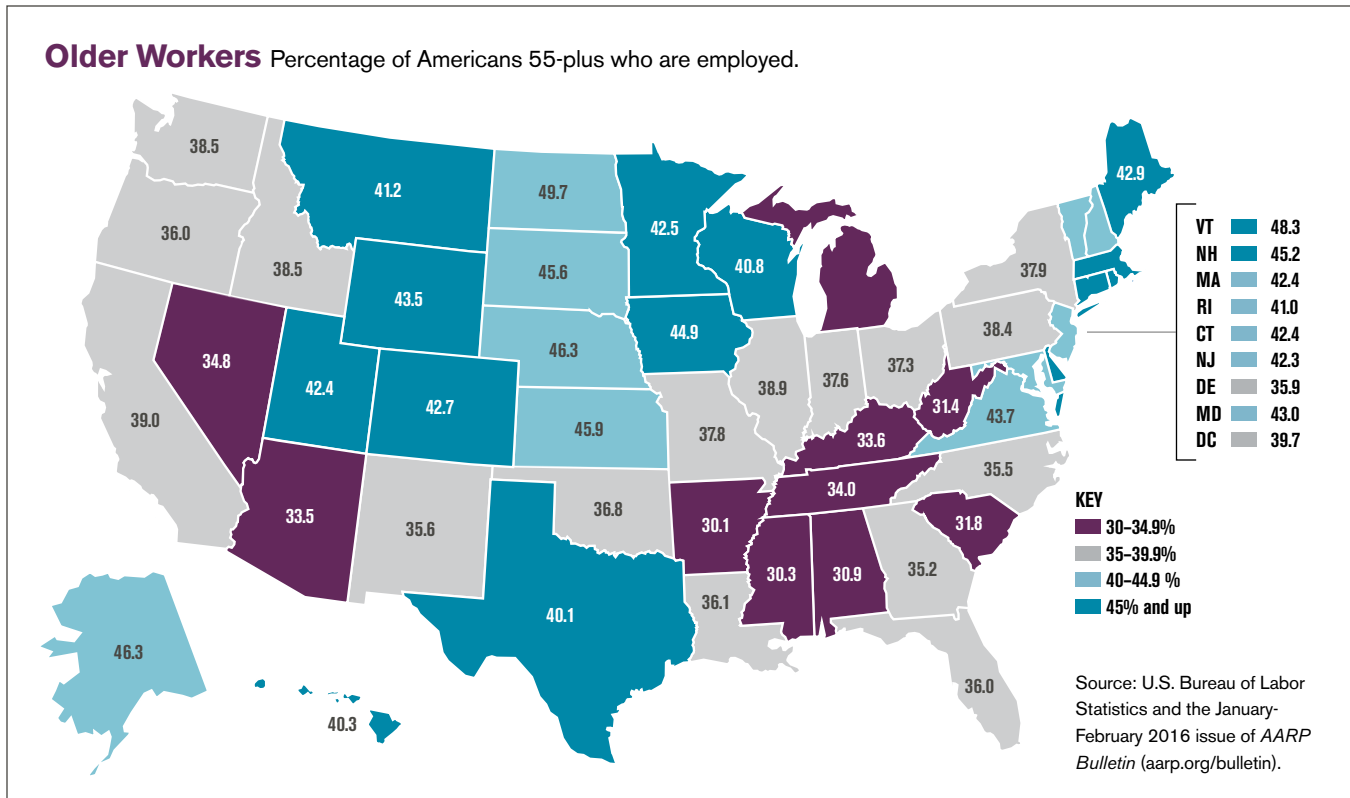 Older Workers Percentage of Americans 55-plus who are employed.
38.5
41.2
49.7
42.5
42.9
36.0
38.5
45.6
40.8
37.9
43.5
44.9
38.4
34.8
46.3
42.4
42.7
38.9
37.6
37.3
31.4
39.0
45.9
37.8
33.6
43.7
33.5
35.6
36.8
34.0
35.5
30.1
31.8
30.3
30.9
35.2
40.1
36.1
36.0
46.3
40.3
VT 48.3
NH 45.2
MA 42.4
RI 41.0
CT 42.4
NJ 42.3
DE 35.9
MD 43.0
DC 39.7
KEY
30–34.9%
35–39.9%
40–44.9 %
45% and up
Source: U.S. Bureau of Labor
Statistics and the January-
February 2016 issue of AARP
Bulletin (aarp.org/bulletin).